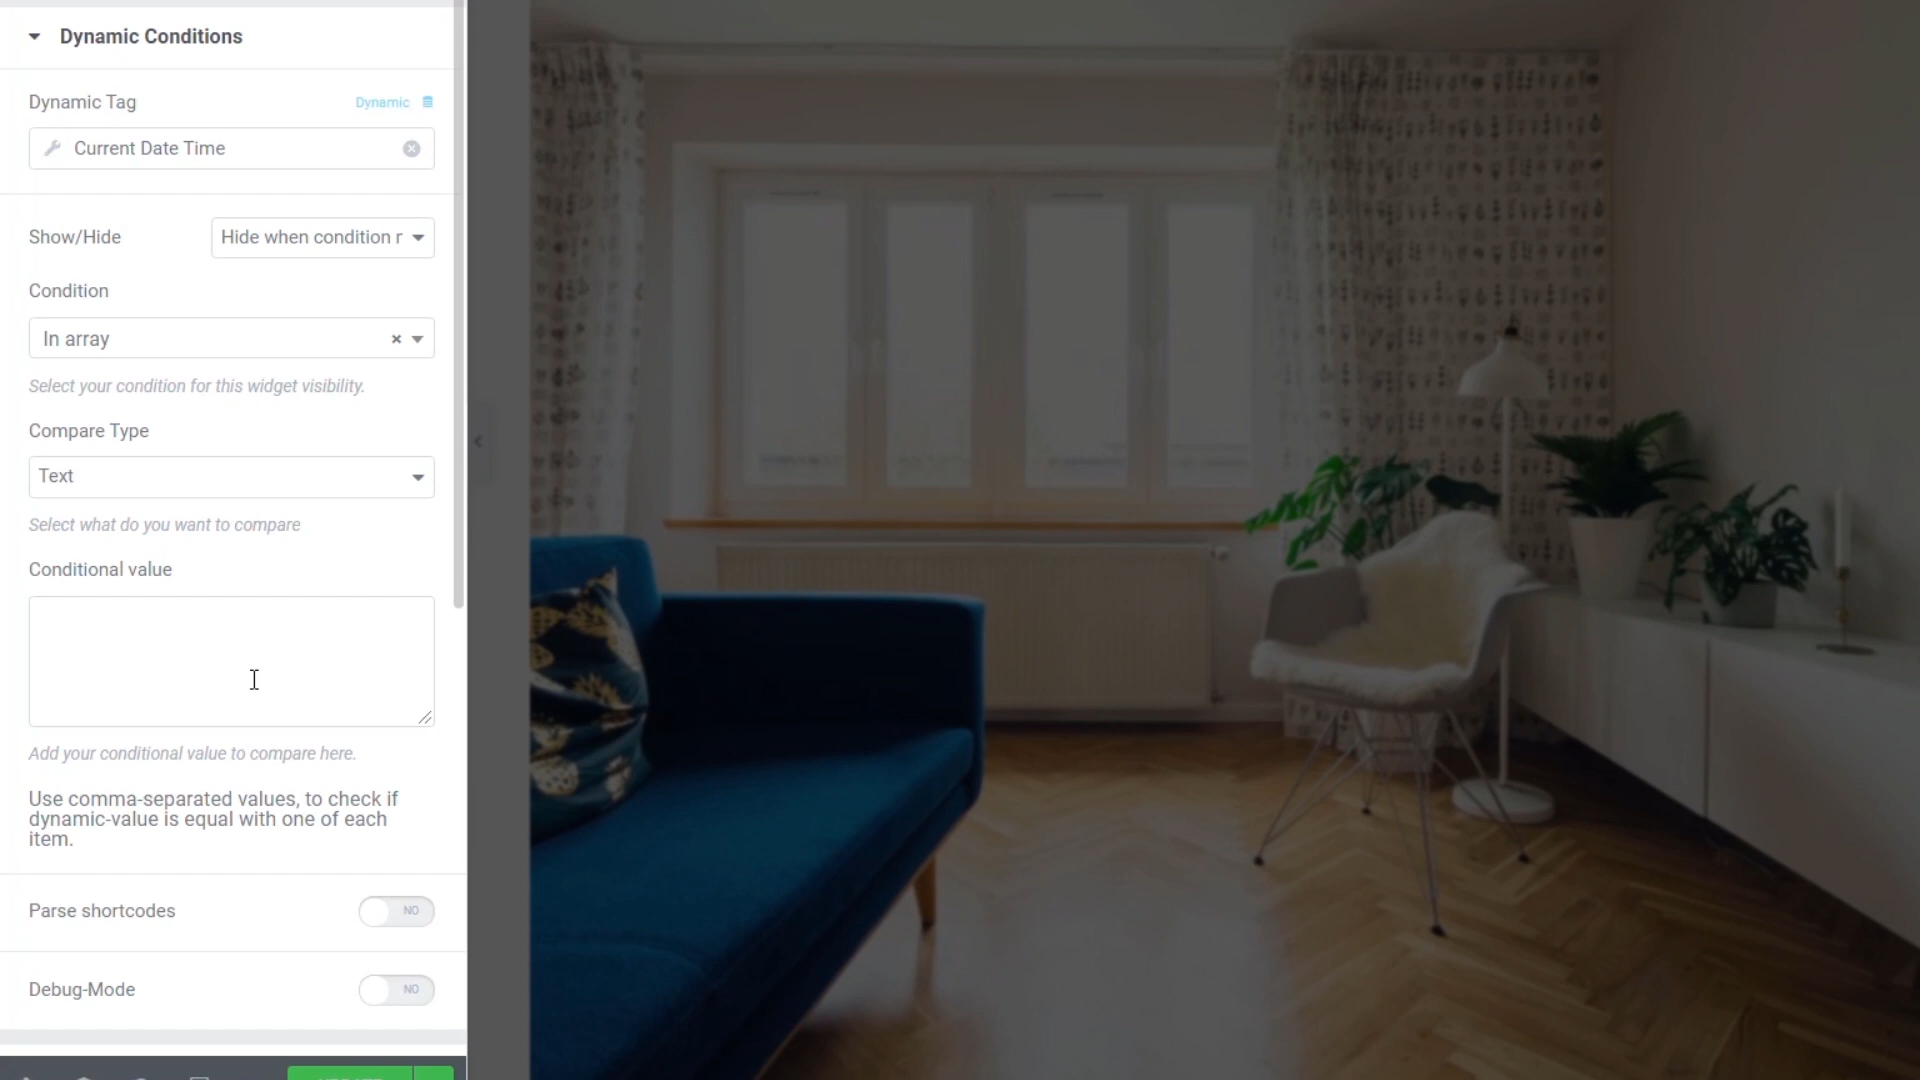 Dynamic Conditions
Dynamic Tag
Dynamic
Current Date Time
Show/Hide
Hide when condition r
Condition
In array
Select your condition for this widget visibility.
Compare Type
Text
Select what do you want to compare
Conditional value
Add your conditional value to compare here.
Use comma-separated values, to check if
dynamic-value is equal with one of each
item.
Parse shortcodes
NO
Debug-Mode
NO